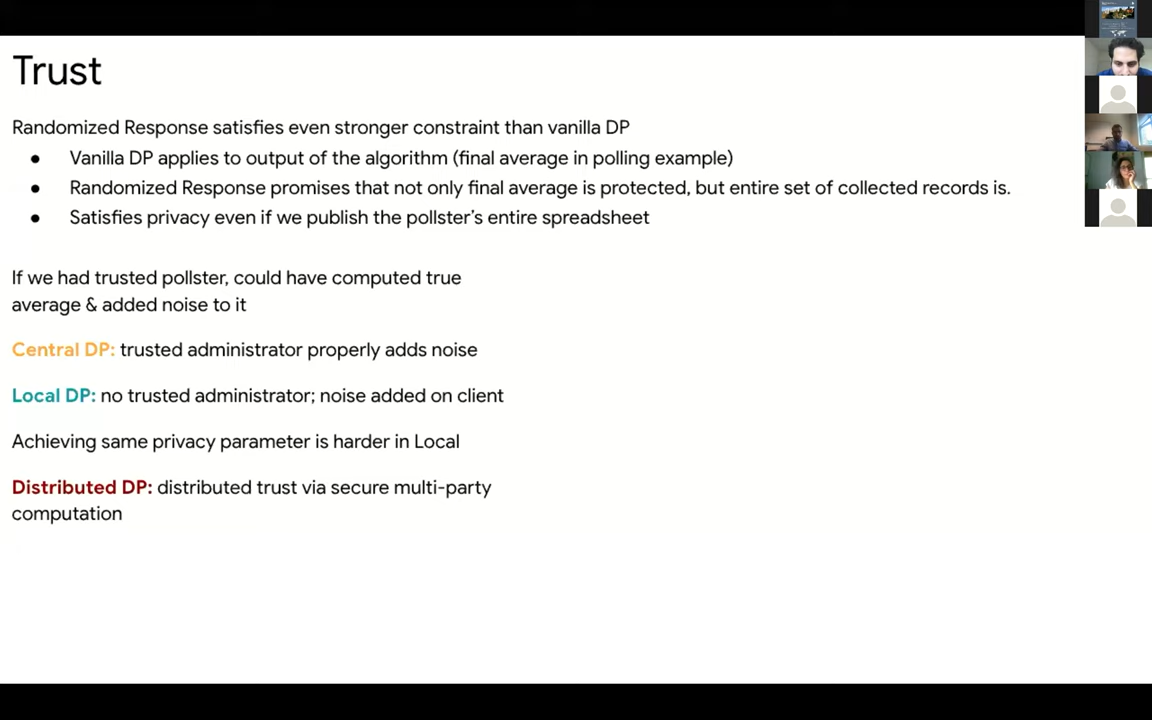 Trust
Randomized Response satisfies even stronger constraint than vanilla DP
● Vanilla DP applies to output of the algorithm (final average in polling example)
● Randomized Response promises that not only final average is protected, but entire set of collected records is.
● Satisfies privacy even if we publish the pollster's entire spreadsheet
If we had trusted pollster, could have computed true
average & added noise to it
Central DP: trusted administrator properly adds noise
Local DP: no trusted administrator; noise added on client
Achieving same privacy parameter is harder in Local
Distributed DP: distributed trust via secure multi-party
computation